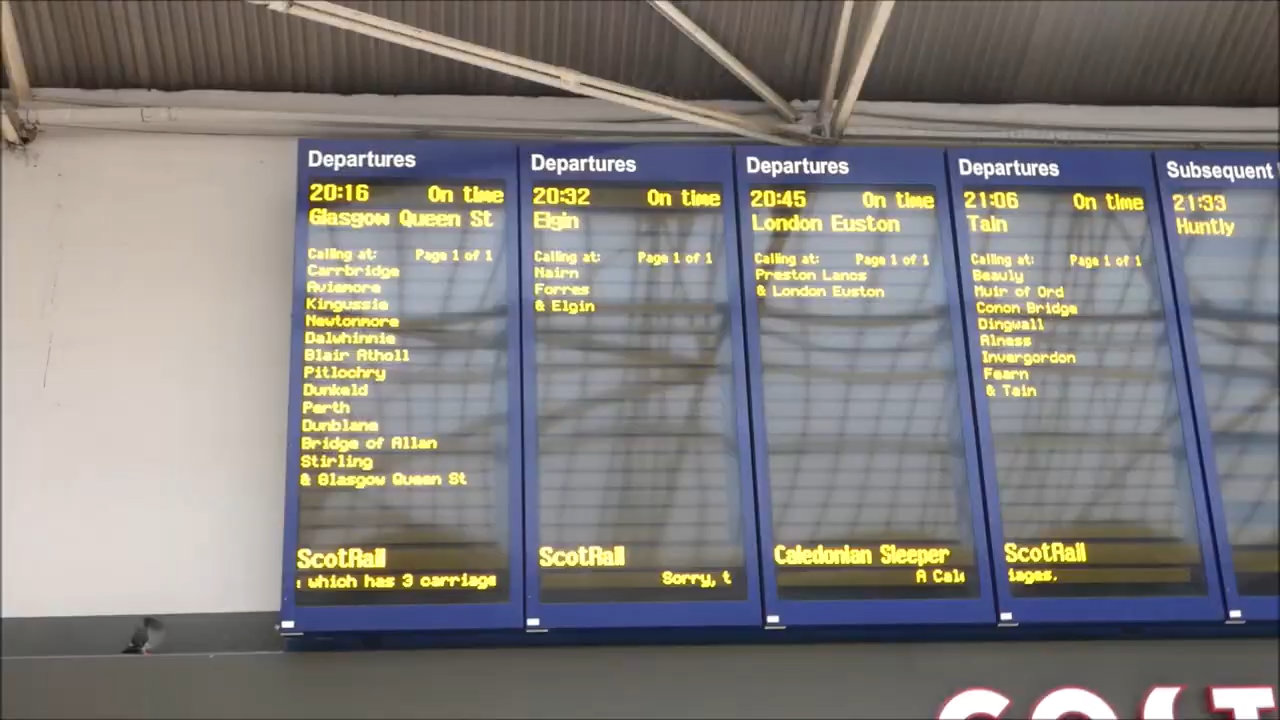 Departures
20:16 On time
Glasgow Queen St
Calling at: Page 1 of 1
Carrbridge
Aviemore
Kingussie
Newtonmore
Dalwhinnie
Blair Atholl
Pitlochry
Dunkeld
Perth
Dunblane
Bridge of Allan
Stirling
& Glasgow Queen St
ScotRail
which has 3 carriage
Departures
20:32 On time
Elgin
Calling at: Page 1 of 1
Nairn
Forres
& Elgin
ScotRail
Sorry, t
Departures
20:45 On time
London Euston
Calling at: Page 1 of 1
Preston Lancs
& London Euston
Caledonian Sleeper
A Cal
Departures
21:06 On time
Tain
Calling at: Page 1 of 1
Beauly
Muir of Ord
Conon Bridge
Dingwall
Alness
Invergordon
Fearn
& Tain
ScotRail
iages.
Subsequent
21:33
Huntly
COST